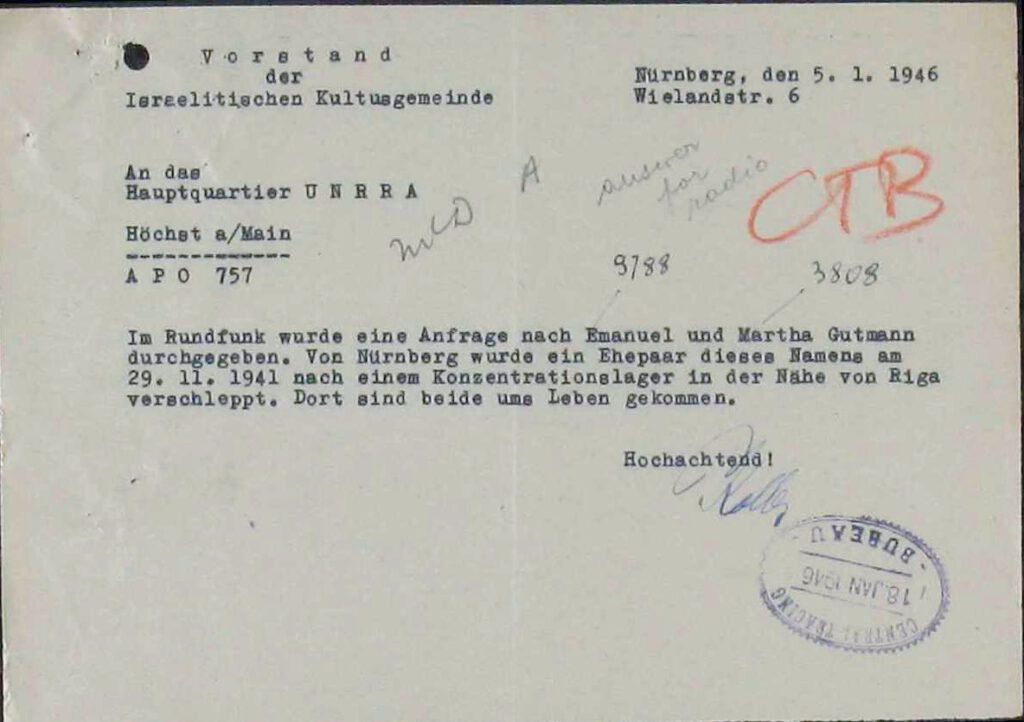 Vorstand
der
Israelitischen Kultusgemeinde
Nürnberg, den 5. 1. 1946
Wielandstr. 6
An das
Hauptquartier U N R R A
Höchst a/Main
-----------------
A P O 757
A
answer
for
radio
CTB
9788
3808
Im Rundfunk wurde eine Anfrage nach Emanuel und Martha Gutmann
durchgegeben. Von Nürnberg wurde ein Ehepaar dieses Namens am
29. 11. 1941 nach einem Konzentrationslager in der Nähe von Riga
verschleppt. Dort sind beide ums Leben gekommen.
Hochachtend!
CENTRAL TRACING
18. JAN 1946
- BUREAU -